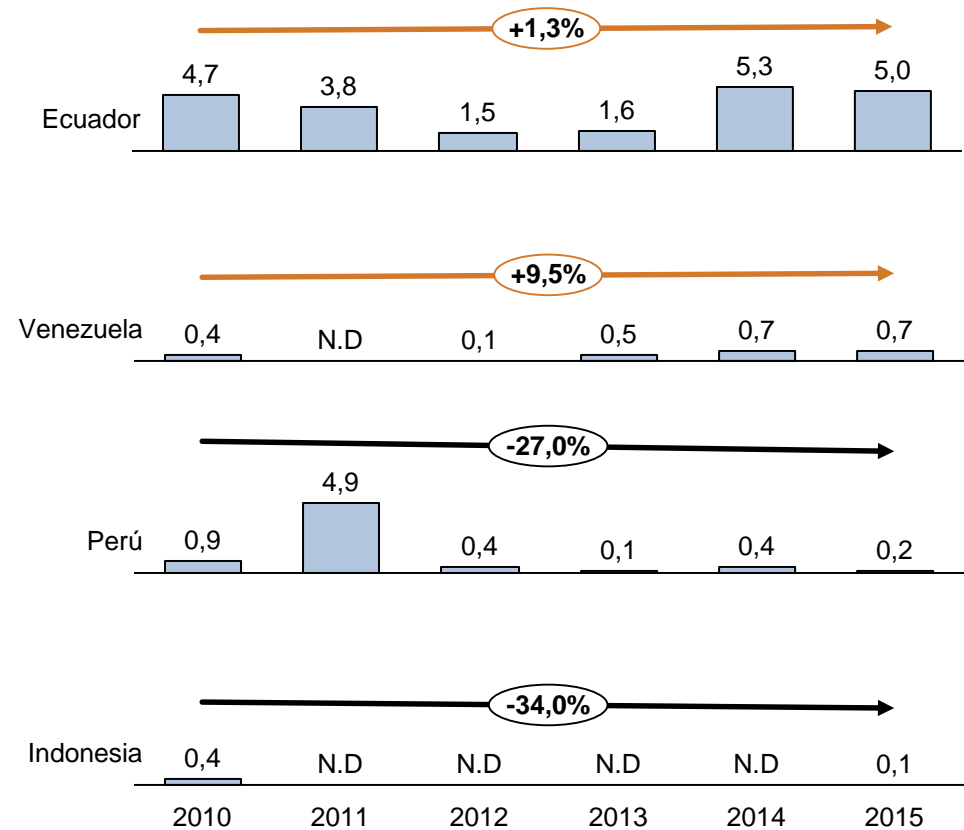 +1,3%
4,7 3,8 1,5 1,6 5,3 5,0
Ecuador
+9,5%
Venezuela 0,4 N.D 0,1 0,5 0,7 0,7
-27,0%
4,9
Perú 0,9 0,4 0,1 0,4 0,2
-34,0%
Indonesia 0,4 N.D N.D N.D N.D 0,1
2010 2011 2012 2013 2014 2015